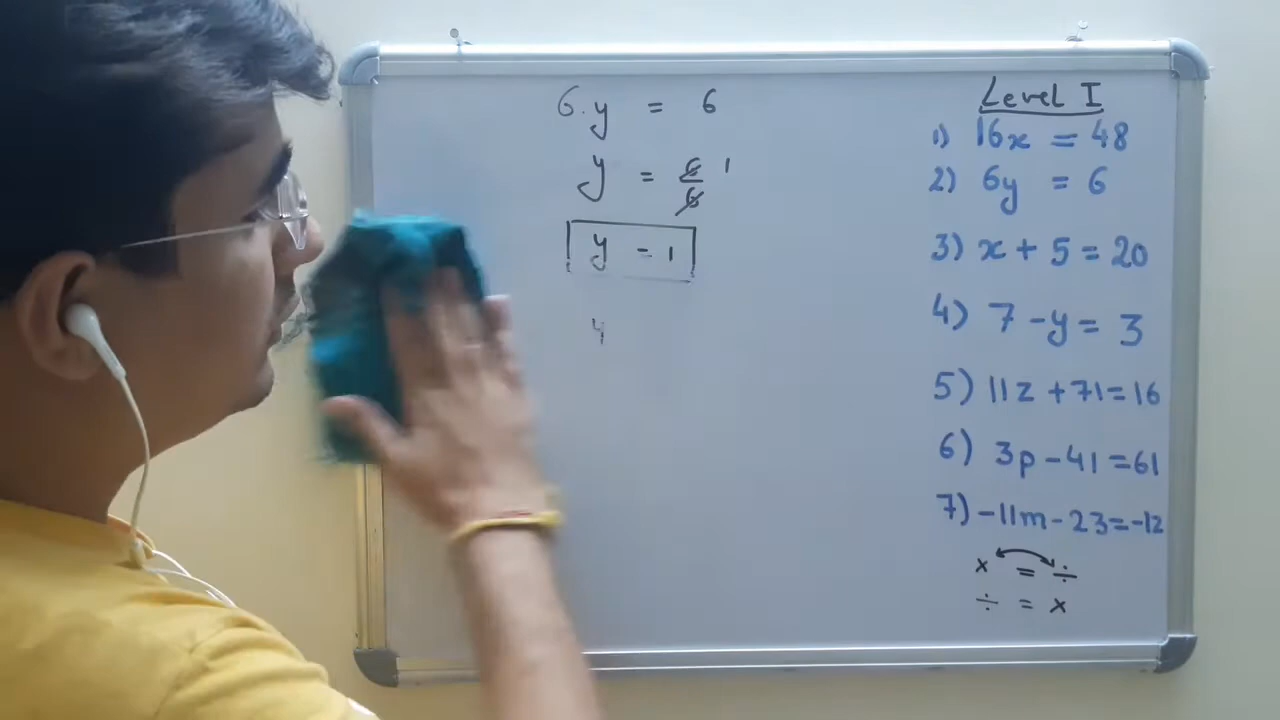 6.y = 6
y = 6/6 1
y = 1
4
Level I
1) 16x = 48
2) 6y = 6
3) x + 5 = 20
4) 7 - y = 3
5) 11z + 71 = 16
6) 3p - 41 = 61
7) -11m - 23 = -12
x = ÷
÷ = x